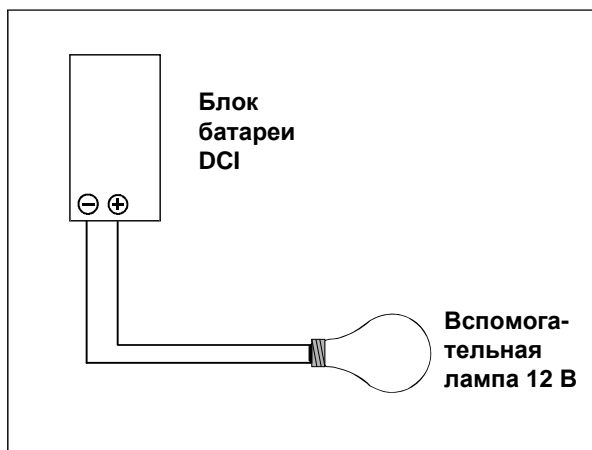 Блок
батареи
DCI
Вспомога-
тельная
лампа 12 В